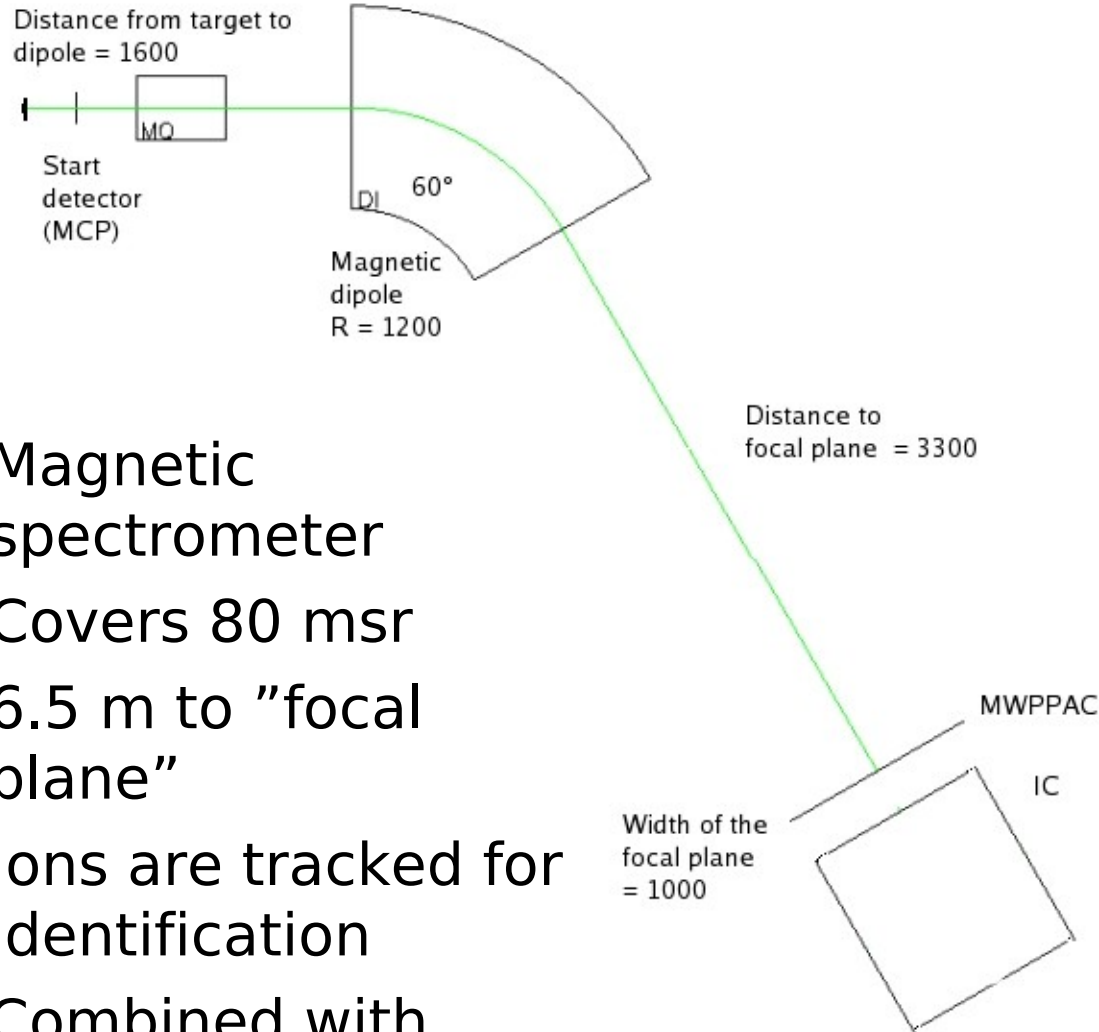 Distance from target to
dipole = 1600
MQ
Start
detector
(MCP)
DI
60°
Magnetic
dipole
R = 1200
Distance to
focal plane = 3300
MWPPAC
IC
Width of the
focal plane
= 1000
Magnetic
spectrometer
Covers 80 msr
6.5 m to ”focal
plane”
ons are tracked for
dentification
Combined with